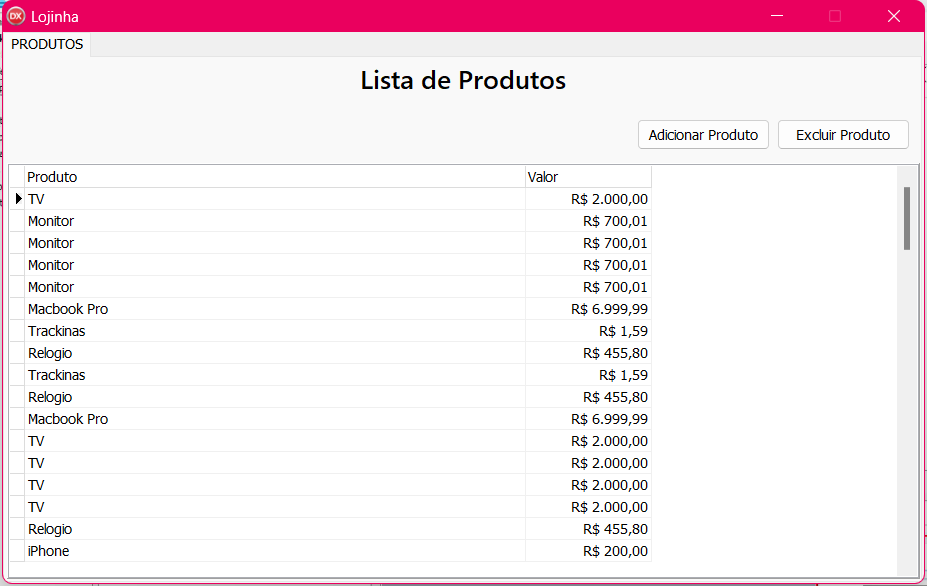 DX Lojinha
PRODUTOS
Lista de Produtos
Adicionar Produto Excluir Produto
Produto Valor
TV R$ 2.000,00
Monitor R$ 700,01
Monitor R$ 700,01
Monitor R$ 700,01
Monitor R$ 700,01
Macbook Pro R$ 6.999,99
Trackinas R$ 1,59
Relogio R$ 455,80
Trackinas R$ 1,59
Relogio R$ 455,80
Macbook Pro R$ 6.999,99
TV R$ 2.000,00
TV R$ 2.000,00
TV R$ 2.000,00
TV R$ 2.000,00
Relogio R$ 455,80
iPhone R$ 200,00